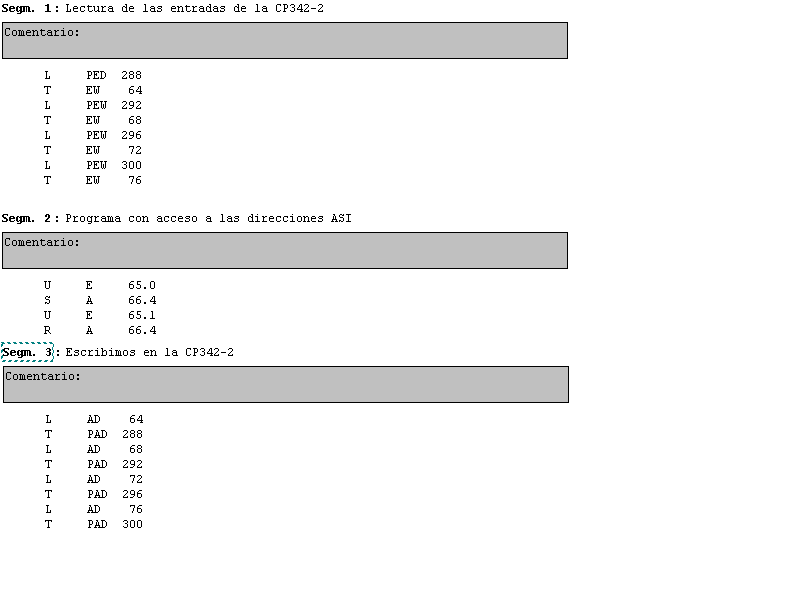 Segm. 1: Lectura de las entradas de la CP342-2
Comentario:
L PED 288
T EW 64
L PEW 292
T EW 68
L PEW 296
T EW 72
L PEW 300
T EW 76
Segm. 2: Programa con acceso a las direcciones ASI
Comentario:
U E 65.0
S A 66.4
U E 65.1
R A 66.4
Segm. 3: Escribimos en la CP342-2
Comentario:
L AD 64
T PAD 288
L AD 68
T PAD 292
L AD 72
T PAD 296
L AD 76
T PAD 300